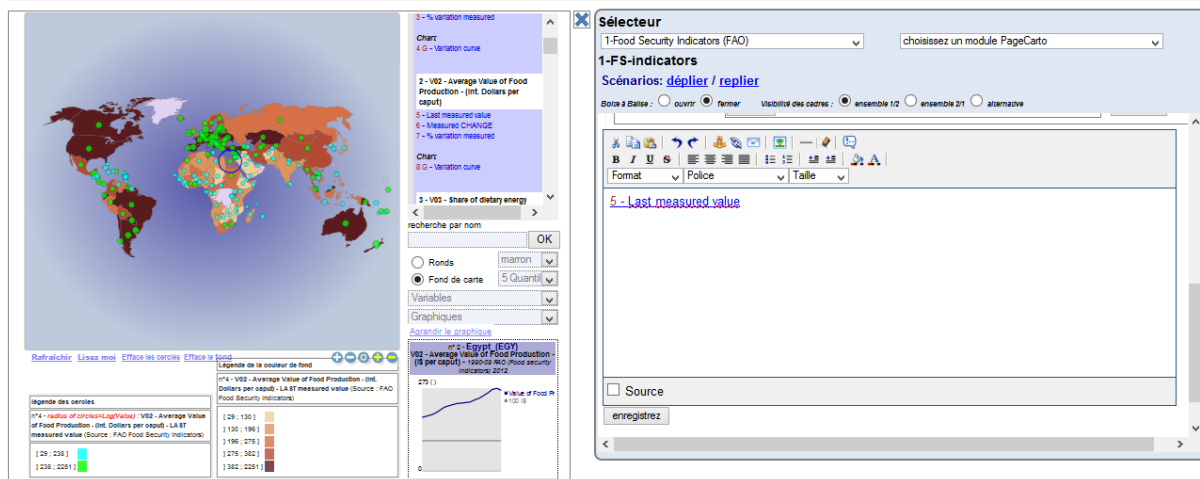 3 - % variation measured
Chart
4 G - Variation curve
2 - V02 - Average Value of Food
Production - (Int. Dollars per
caput)
5 - Last measured value
6 - Measured CHANGE
7 - % variation measured
Chart
8 G - Variation curve
3 - V03 - Share of dietary energy
recherche par nom
OK
Ronds
marron
Fond de carte
5 Quantil
Variables
Graphiques
Agrandir le graphique
n° 2 - Egypt (EGY)
V02 - Average Value of Food Production -
(I$ per caput) - 1990-09 FAO (Food security
indicators) 2012
273 ( )
Value of Food Pr
100 I$
0
Rafraîchir Lisez moi Efface les cercles Efface le fond
Légende de la couleur de fond
n°4 - V02 - Average Value of Food Production - (Int.
Dollars per caput) - LAST measured value (Source : FAO
Food Security Indicators)
[ 29 ; 130 ]
] 130 ; 196 ]
] 196 ; 275 ]
] 275 ; 382 ]
] 382 ; 2251 ]
légende des cercles
n°4 - radius of circles=Log(Value) : V02 - Average Value
of Food Production - (Int. Dollars per caput) - LAST
measured value (Source : FAO Food Security Indicators)
[ 29 ; 238 ]
] 238 ; 2251 ]
Sélecteur
1-Food Security Indicators (FAO)
choisissez un module PageCarto
1-FS-indicators
Scénarios: déplier / replier
Boite à Balise : ouvrir fermer Visibilité des cadres : ensemble 1/2 ensemble 2/1 alternative
B I U S
Format Police Taille
5 - Last measured value
Source
enregistrez